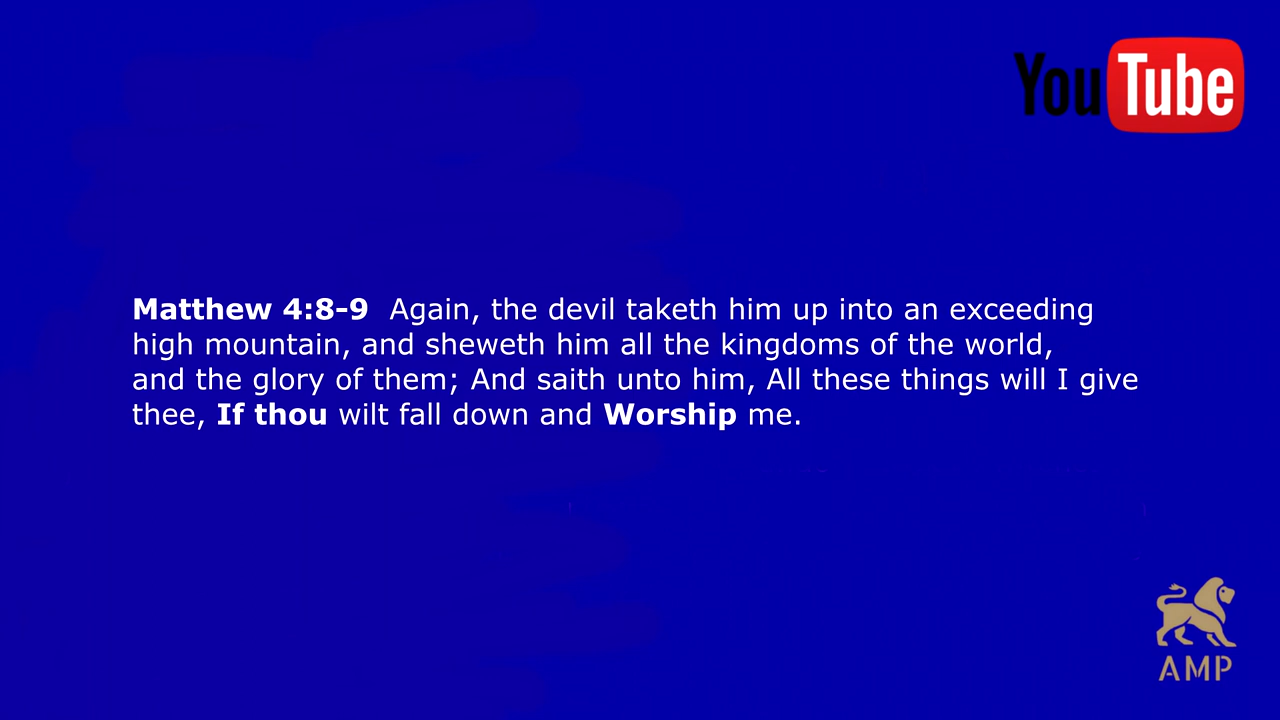 YouTube
Matthew 4:8-9 Again, the devil taketh him up into an exceeding
high mountain, and sheweth him all the kingdoms of the world,
and the glory of them; And saith unto him, All these things will I give
thee, If thou wilt fall down and Worship me.
AMP